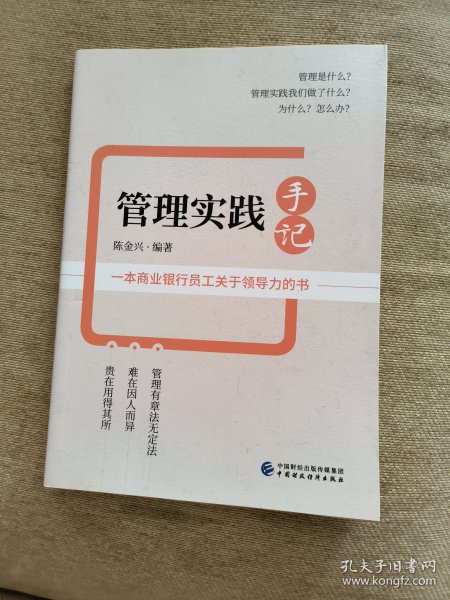 管理是什么？
管理实践我们做了什么？
为什么？怎么办？
管理实践手记
陈金兴·编著
一本商业银行员工关于领导力的书
管理有章法无定法
难在因人而异
贵在用得其所
中国财经出版传媒集团
中国财政经济出版社
孔夫子旧书网
www.kongfz.com